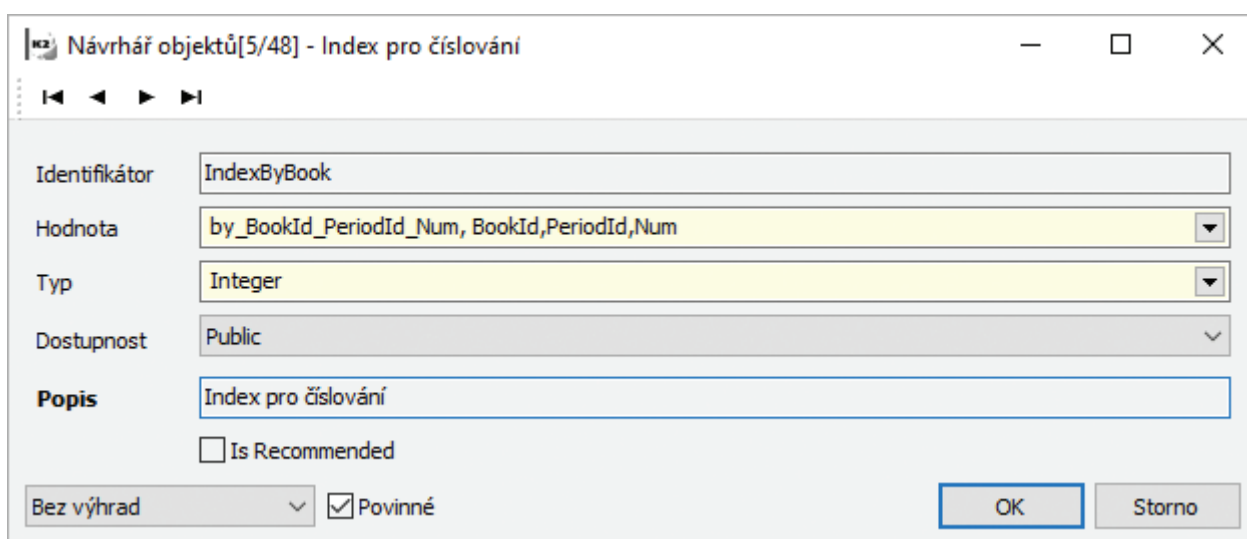 K2 Návrhář objektů[5/48] - Index pro číslování
Identifikátor IndexByBook
Hodnota by_BookId_PeriodId_Num, BookId,PeriodId,Num
Typ Integer
Dostupnost Public
Popis Index pro číslování
Is Recommended
Bez výhrad Povinné OK Storno